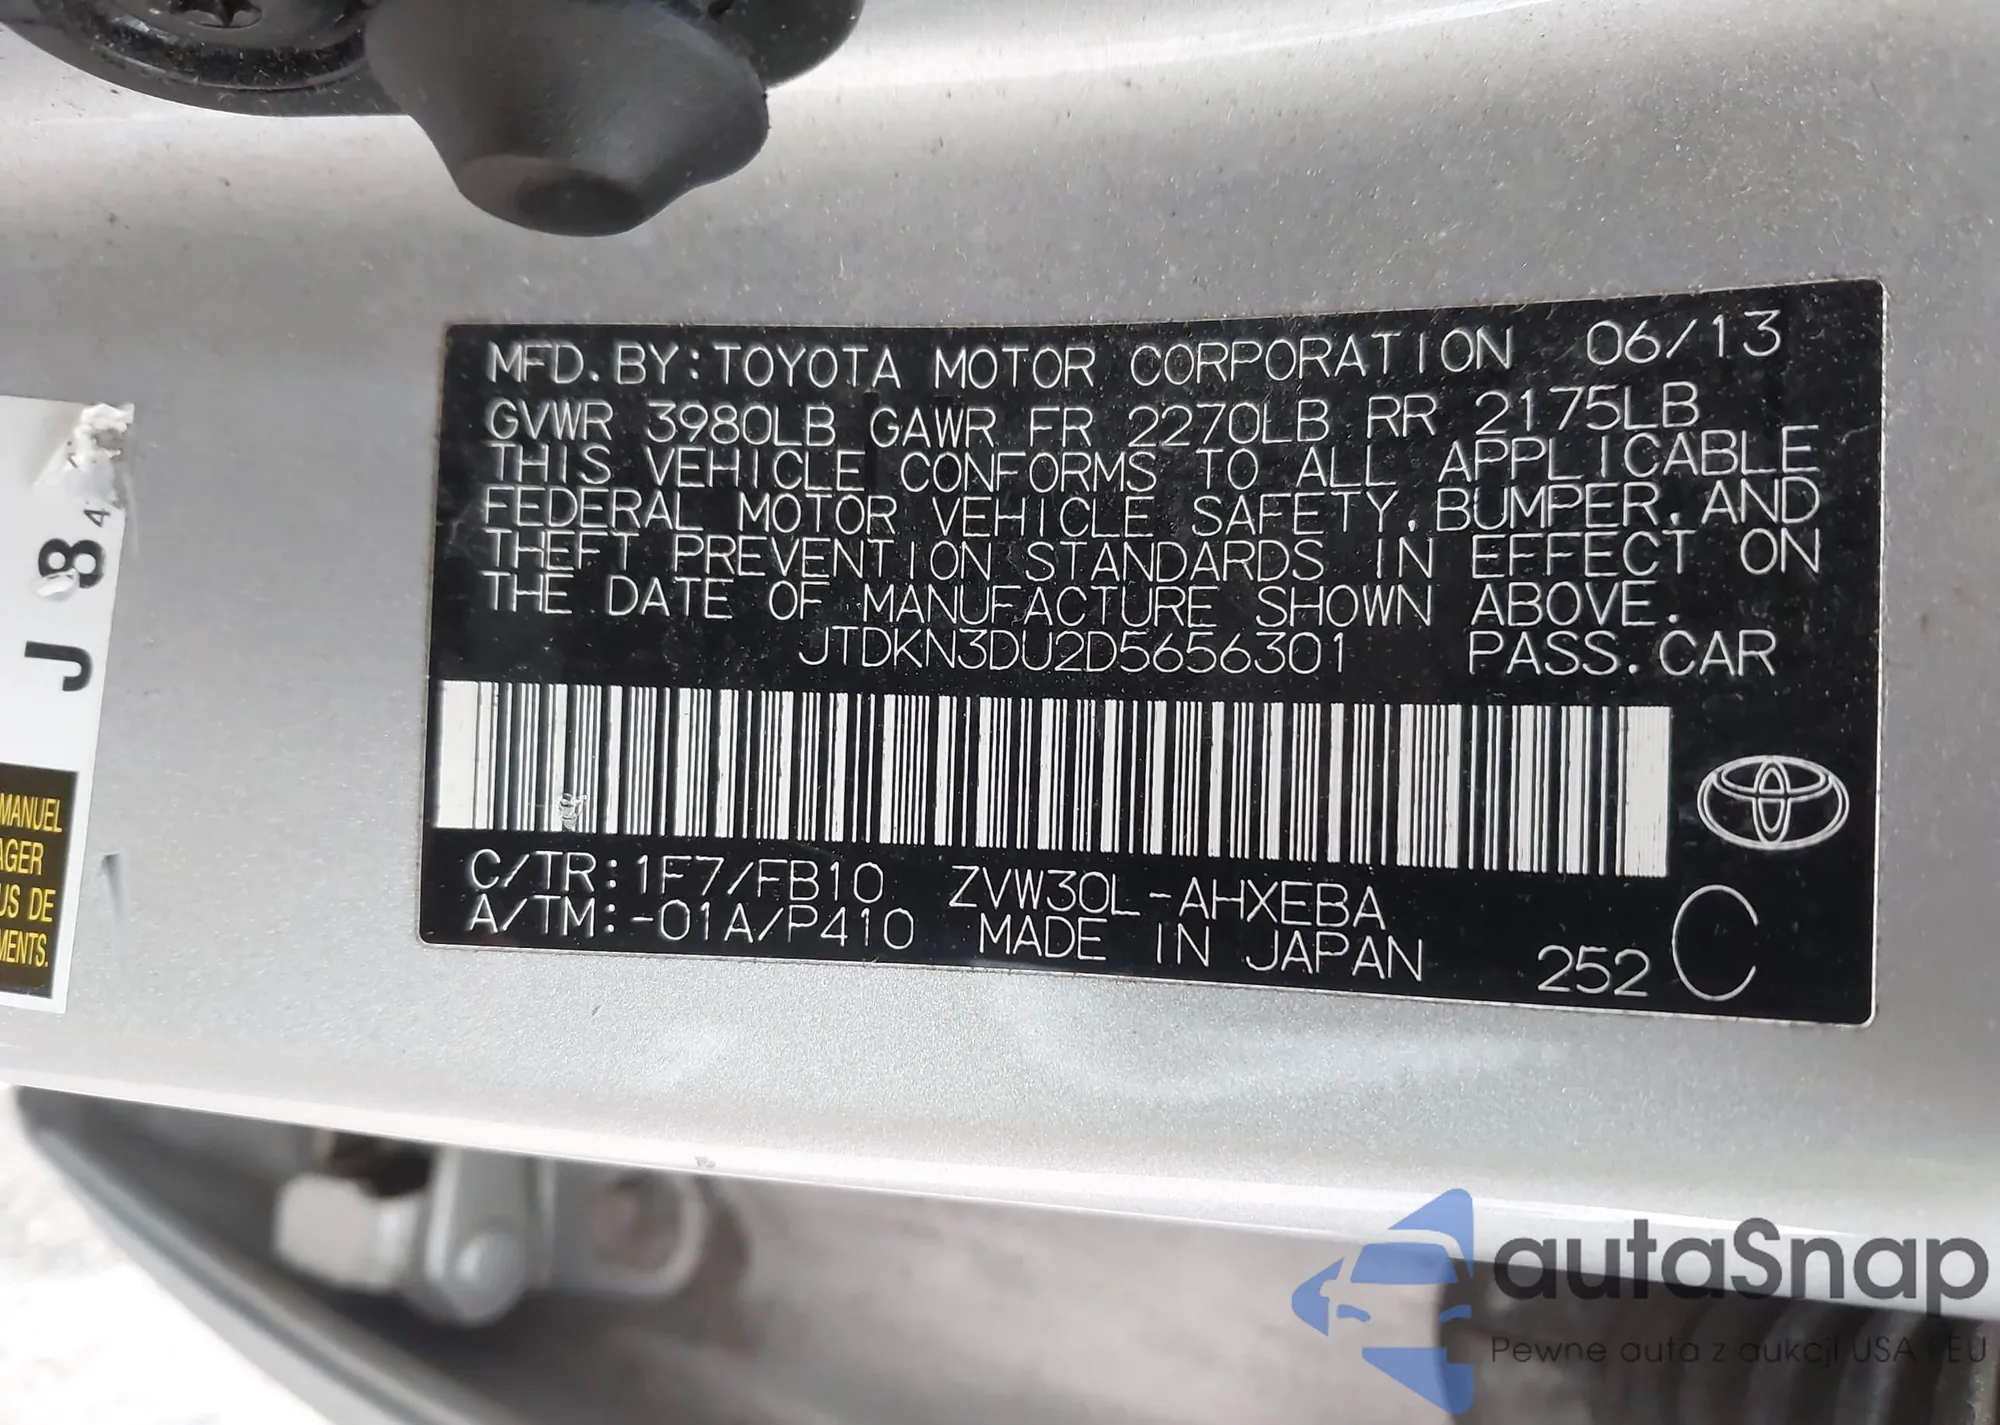 MFD. BY: TOYOTA MOTOR CORPORATION 06/13
GVWR 3980LB GAWR FR 2270LB RR 2175LB
THIS VEHICLE CONFORMS TO ALL APPLICABLE
FEDERAL MOTOR VEHICLE SAFETY, BUMPER, AND
THEFT PREVENTION STANDARDS IN EFFECT ON
THE DATE OF MANUFACTURE SHOWN ABOVE.
JTDKN3DU2D5656301 PASS. CAR
C/TR: 1F7/FB10 ZVW30L-AHXEBA
A/TM: -01A/P410 MADE IN JAPAN 252 C
J 8 4
MANUEL
AGER
US DE
MENTS.
autaSnap
Pewne auta z aukcji USA i EU